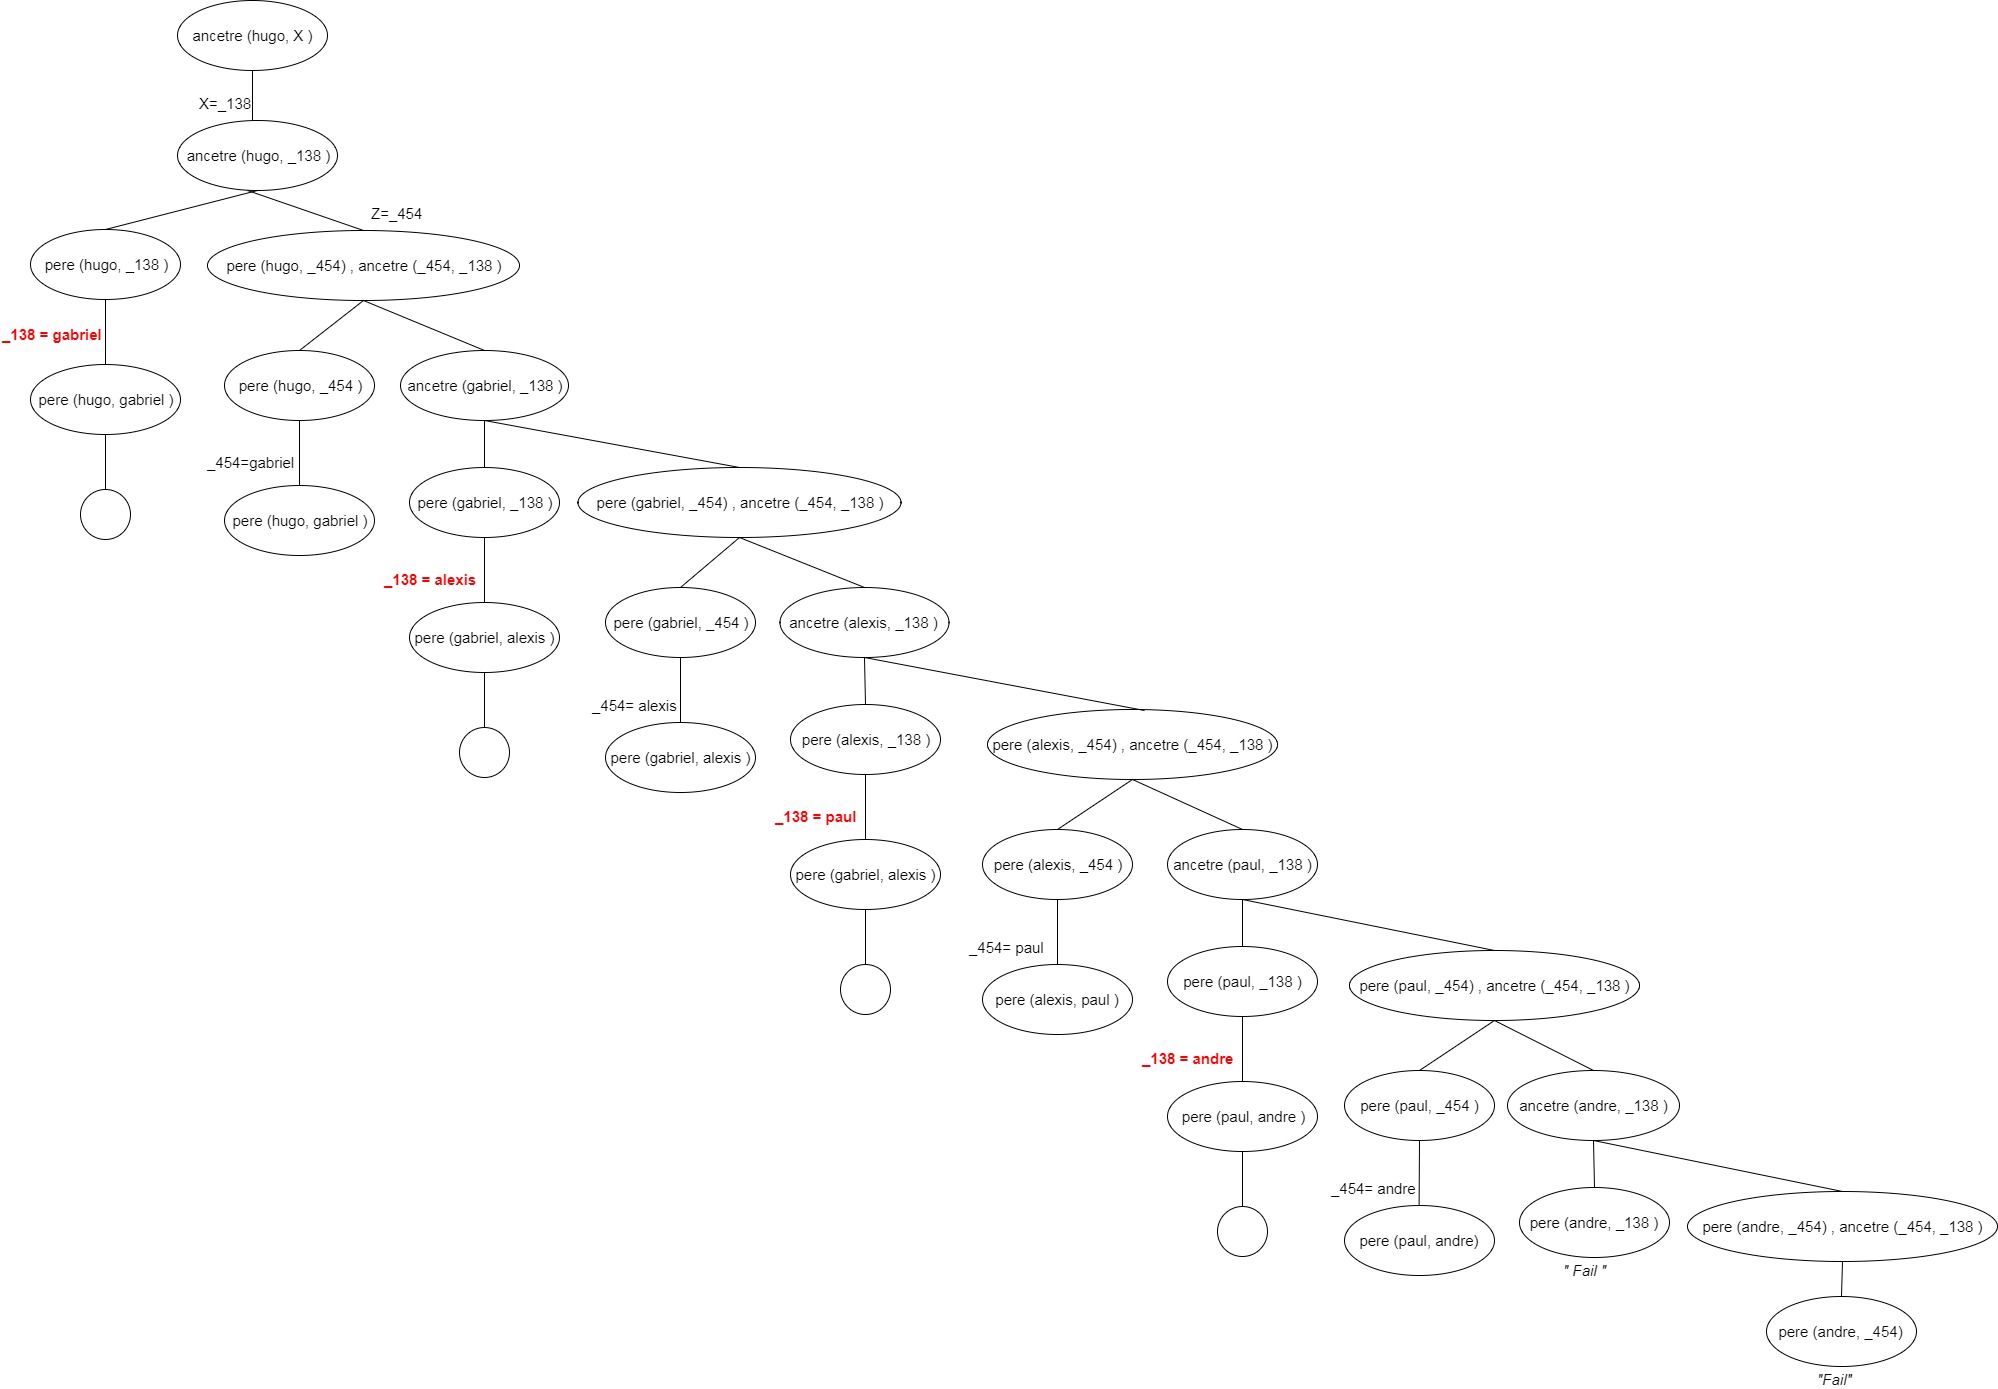 ancetre (hugo, X )
X=_138
ancetre (hugo, _138 )
Z=_454
pere (hugo, _138 )
pere (hugo, _454) , ancetre (_454, _138 )
_138 = gabriel
pere (hugo, gabriel )
pere (hugo, _454 )
ancetre (gabriel, _138 )
_454=gabriel
pere (hugo, gabriel )
pere (gabriel, _138 )
pere (gabriel, _454) , ancetre (_454, _138 )
_138 = alexis
pere (gabriel, alexis )
pere (gabriel, _454 )
ancetre (alexis, _138 )
_454= alexis
pere (gabriel, alexis )
pere (alexis, _138 )
pere (alexis, _454) , ancetre (_454, _138 )
_138 = paul
pere (gabriel, alexis )
pere (alexis, _454 )
ancetre (paul, _138 )
_454= paul
pere (alexis, paul )
pere (paul, _138 )
pere (paul, _454) , ancetre (_454, _138 )
_138 = andre
pere (paul, andre )
pere (paul, _454 )
ancetre (andre, _138 )
_454= andre
pere (paul, andre)
pere (andre, _138 )
" Fail "
pere (andre, _454) , ancetre (_454, _138 )
pere (andre, _454)
"Fail"